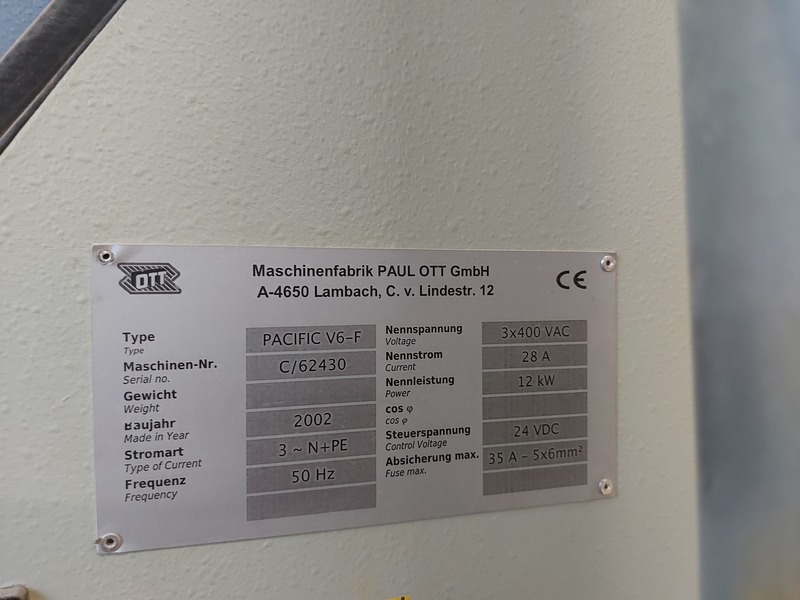 OTT
Maschinenfabrik PAUL OTT GmbH
A-4650 Lambach, C. v. Lindestr. 12
CE
Type PACIFIC V6-F
Type
Maschinen-Nr. C/62430
Serial no.
Gewicht
Weight
Baujahr 2002
Made in Year
Stromart 3 ~ N+PE
Type of Current
Frequenz 50 Hz
Frequency
Nennspannung 3x400 VAC
Voltage
Nennstrom 28 A
Current
Nennleistung 12 kW
Power
cos φ
cos φ
Steuerspannung 24 VDC
Control Voltage
Absicherung max. 35 A - 5x6mm²
Fuse max.